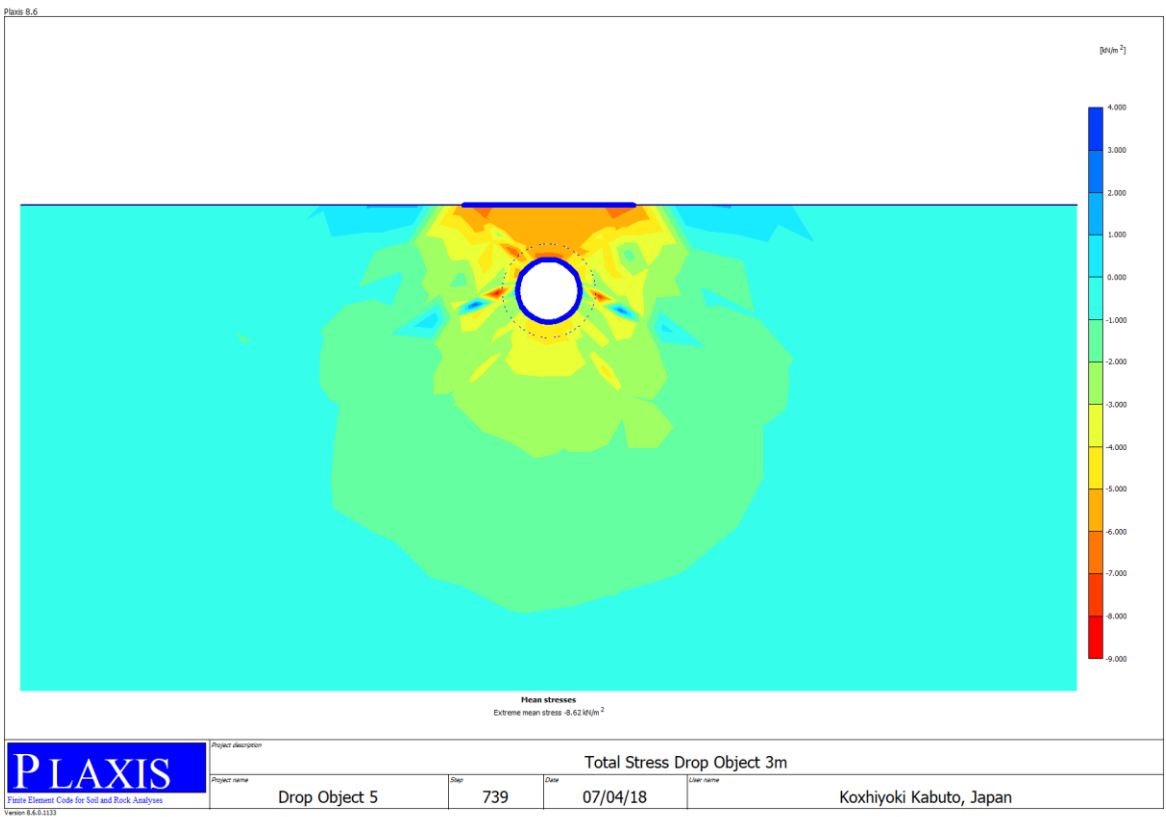 Plaxis 8.6
[kN/m 2]
4.000
3.000
2.000
1.000
0.000
-1.000
-2.000
-3.000
-4.000
-5.000
-6.000
-7.000
-8.000
-9.000
Mean stresses
Extreme mean stress -8.62 kN/m 2
PLAXIS
Finite Element Code for Soil and Rock Analyses
Version 8.6.0.1133
Project description
Total Stress Drop Object 3m
Project name
Drop Object 5
Step
739
Date
07/04/18
User name
Koxhiyoki Kabuto, Japan